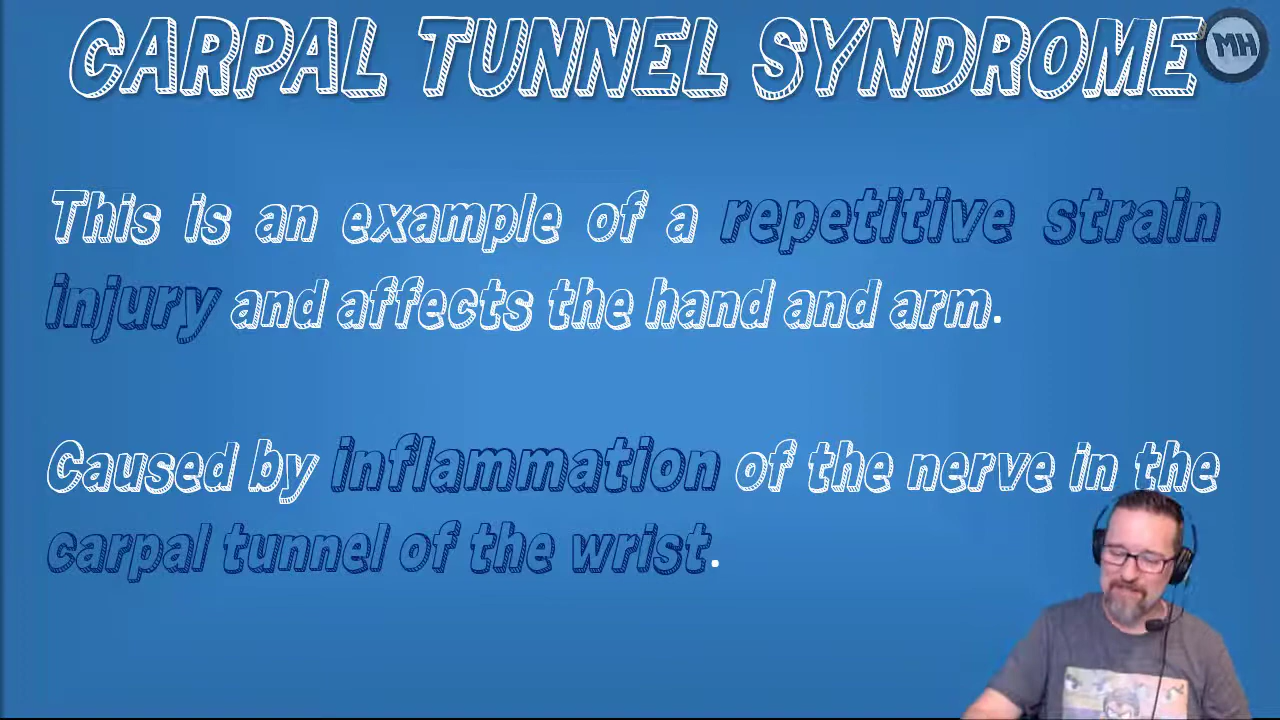 CARPAL TUNNEL SYNDROME
MH
This is an example of a repetitive strain
injury and affects the hand and arm.
Caused by inflammation of the nerve in the
carpal tunnel of the wrist.